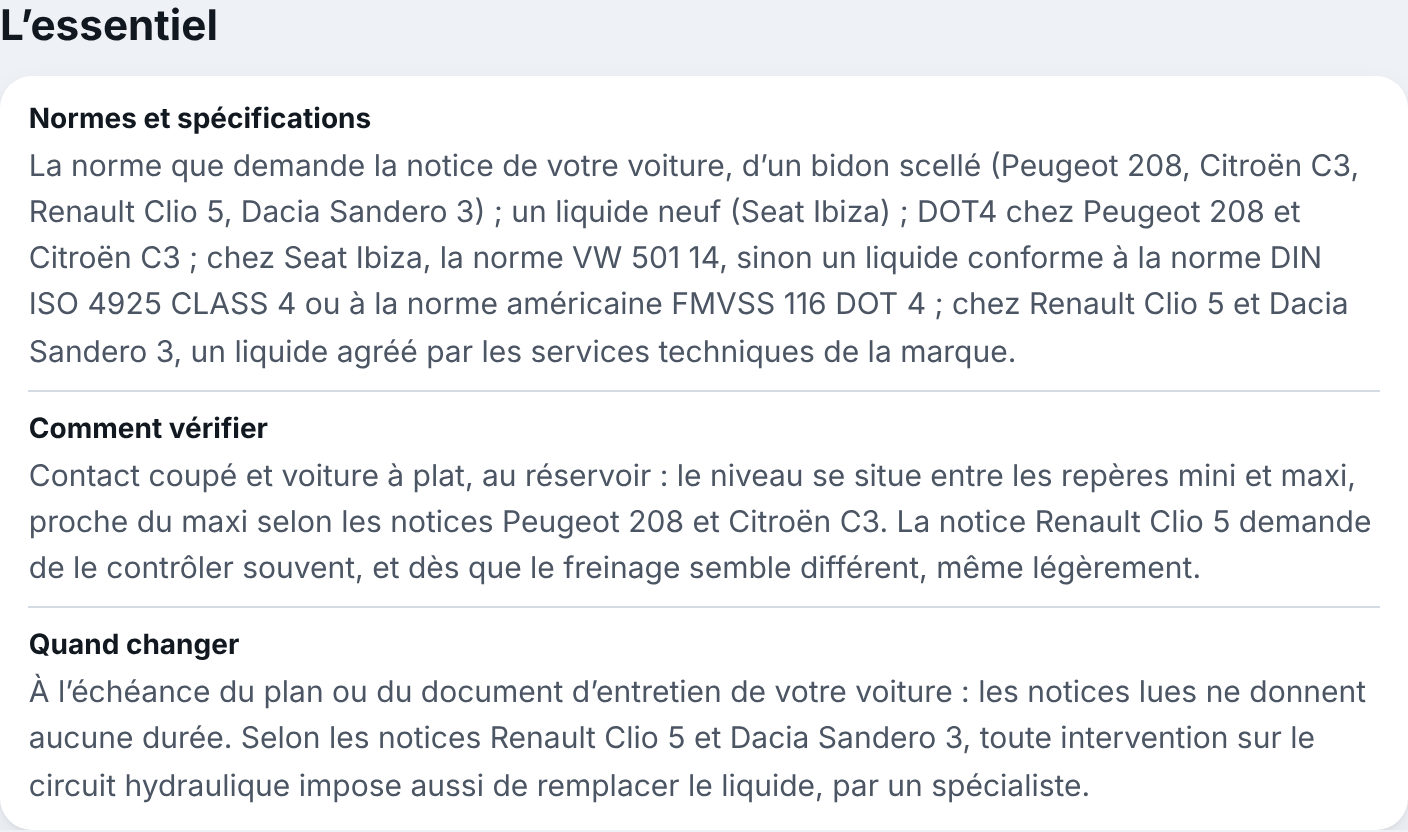 L’essentiel
Normes et spécifications
La norme que demande la notice de votre voiture, d’un bidon scellé (Peugeot 208, Citroën C3,
Renault Clio 5, Dacia Sandero 3) ; un liquide neuf (Seat Ibiza) ; DOT4 chez Peugeot 208 et
Citroën C3 ; chez Seat Ibiza, la norme VW 501 14, sinon un liquide conforme à la norme DIN
ISO 4925 CLASS 4 ou à la norme américaine FMVSS 116 DOT 4 ; chez Renault Clio 5 et Dacia
Sandero 3, un liquide agréé par les services techniques de la marque.
Comment vérifier
Contact coupé et voiture à plat, au réservoir : le niveau se situe entre les repères mini et maxi,
proche du maxi selon les notices Peugeot 208 et Citroën C3. La notice Renault Clio 5 demande
de le contrôler souvent, et dès que le freinage semble différent, même légèrement.
Quand changer
À l’échéance du plan ou du document d’entretien de votre voiture : les notices lues ne donnent
aucune durée. Selon les notices Renault Clio 5 et Dacia Sandero 3, toute intervention sur le
circuit hydraulique impose aussi de remplacer le liquide, par un spécialiste.